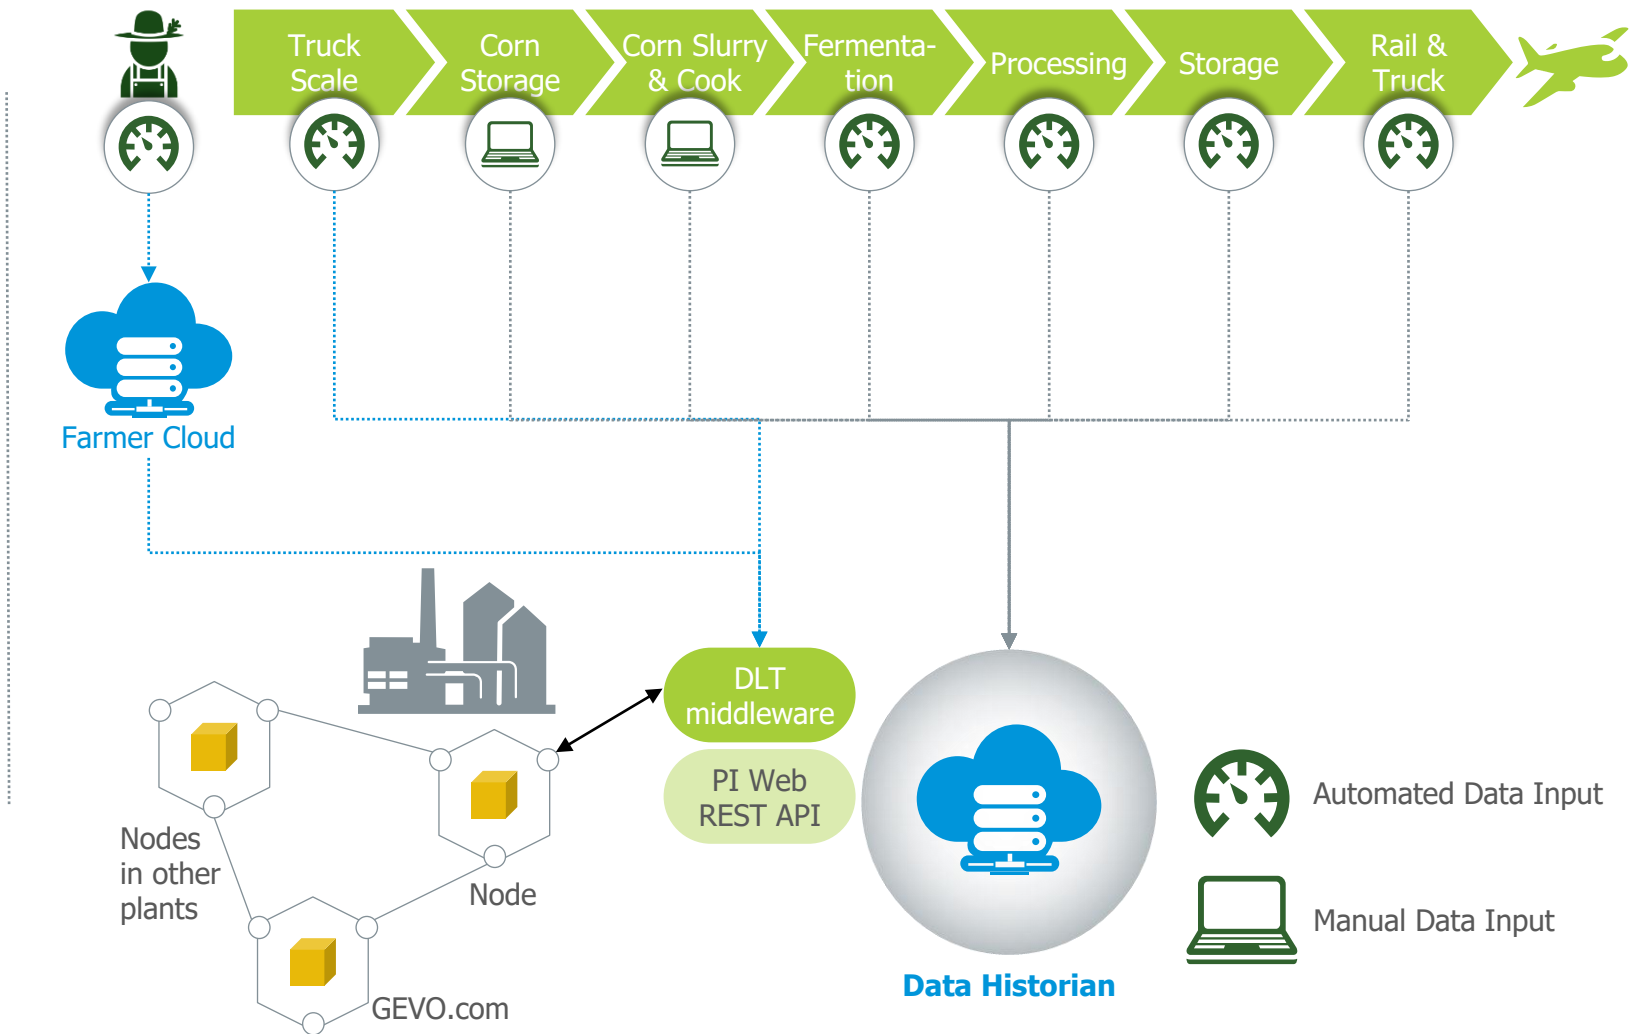 Truck
Scale
Corn
Storage
Corn Slurry
& Cook
Fermenta-
tion
Processing
Storage
Rail &
Truck
Farmer Cloud
DLT
middleware
PI Web
REST API
Automated Data Input
Nodes
in other
plants
Node
Manual Data Input
Data Historian
GEVO.com